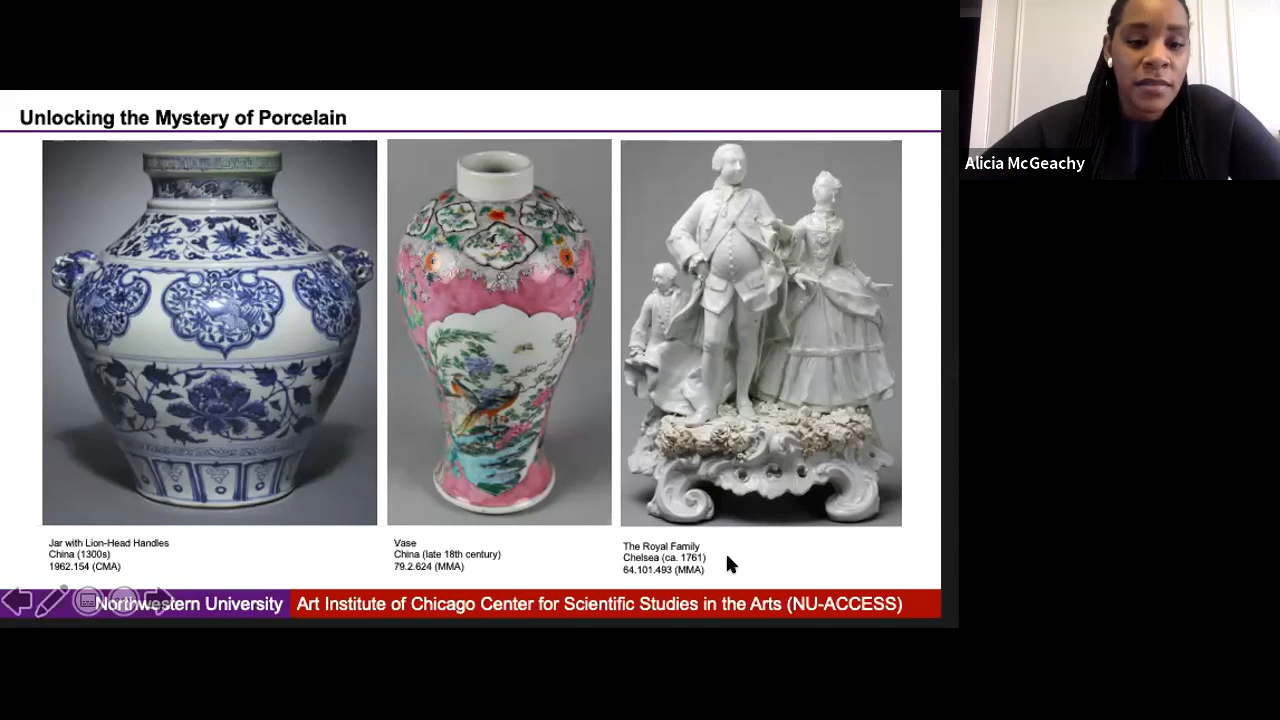 Unlocking the Mystery of Porcelain
Alicia McGeachy
Jar with Lion-Head Handles
China (1300s)
1962.154 (CMA)
Vase
China (late 18th century)
79.2.624 (MMA)
The Royal Family
Chelsea (ca. 1761)
64.101.493 (MMA)
Northwestern University
Art Institute of Chicago Center for Scientific Studies in the Arts (NU-ACCESS)